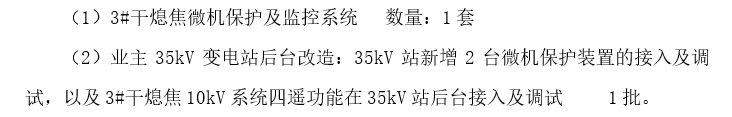 （1）3#干熄焦微机保护及监控系统 数量：1 套
（2）业主 35kV 变电站后台改造：35kV 站新增 2 台微机保护装置的接入及调
试，以及 3#干熄焦 10kV 系统四遥功能在 35kV 站后台接入及调试 1 批。